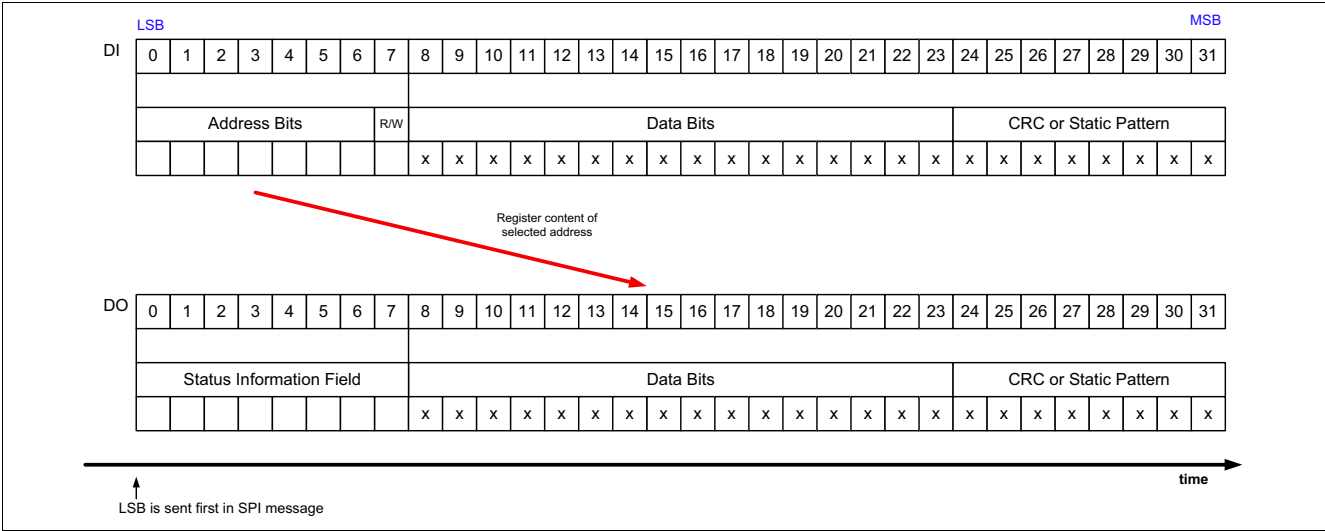 LSB MSB
DI 0 1 2 3 4 5 6 7 8 9 10 11 12 13 14 15 16 17 18 19 20 21 22 23 24 25 26 27 28 29 30 31
Address Bits R/W Data Bits CRC or Static Pattern
x x x x x x x x x x x x x x x x x x x x x x x x
Register content of
selected address
DO 0 1 2 3 4 5 6 7 8 9 10 11 12 13 14 15 16 17 18 19 20 21 22 23 24 25 26 27 28 29 30 31
Status Information Field Data Bits CRC or Static Pattern
x x x x x x x x x x x x x x x x x x x x x x x x
time
LSB is sent first in SPI message